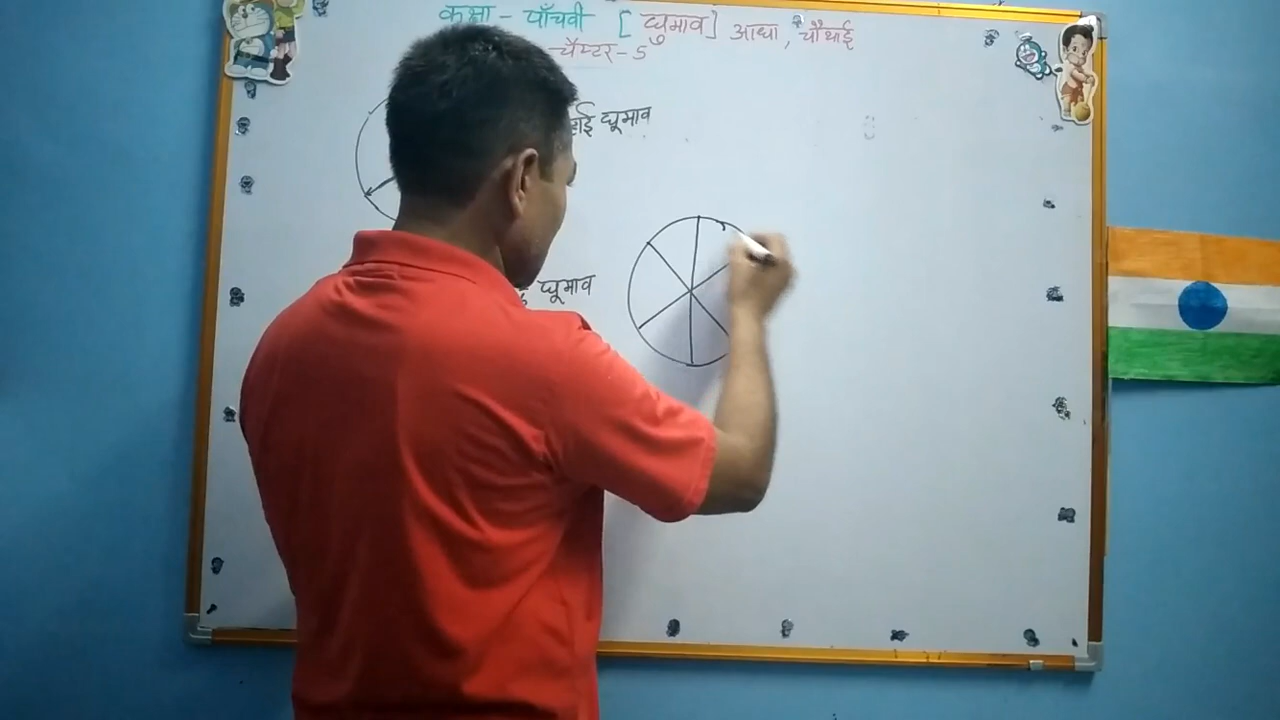 कक्षा - पाँचवी [ घुमाव ] आधा, चौथाई
चैप्टर - 5
घूमाव
घूमाव